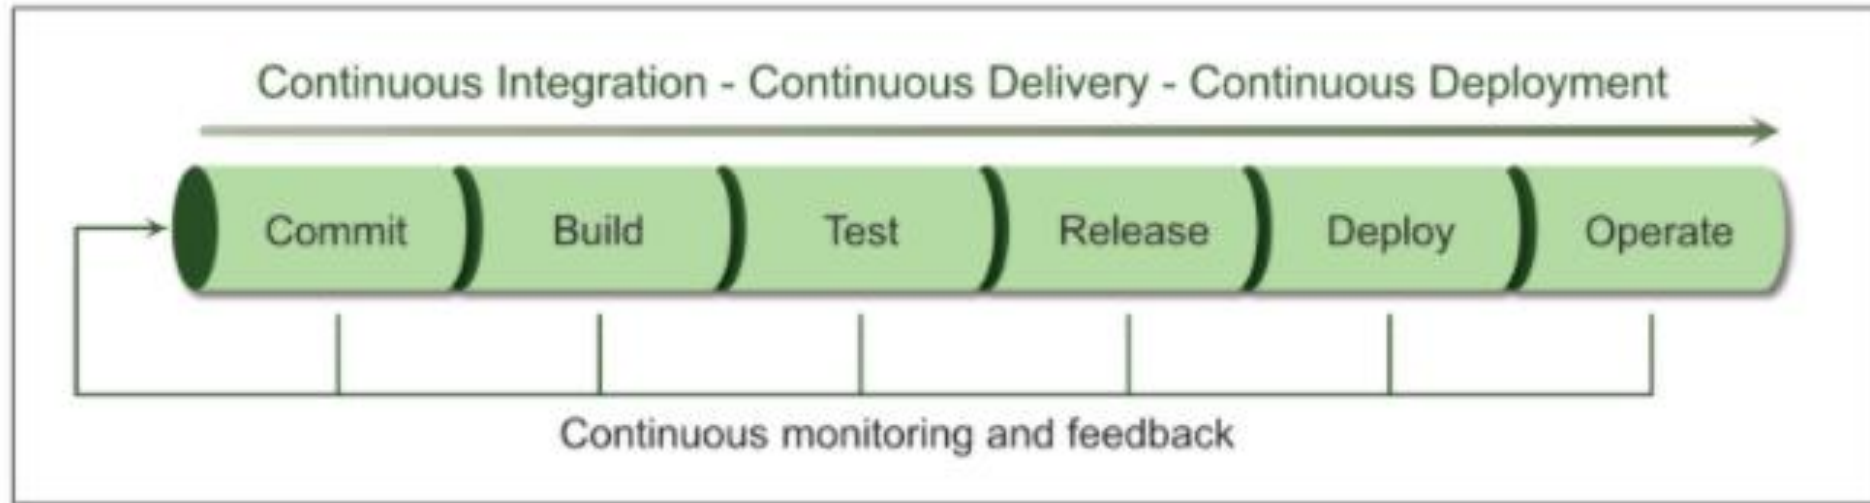 Continuous Integration - Continuous Delivery - Continuous Deployment
Commit Build Test Release Deploy Operate
Continuous monitoring and feedback